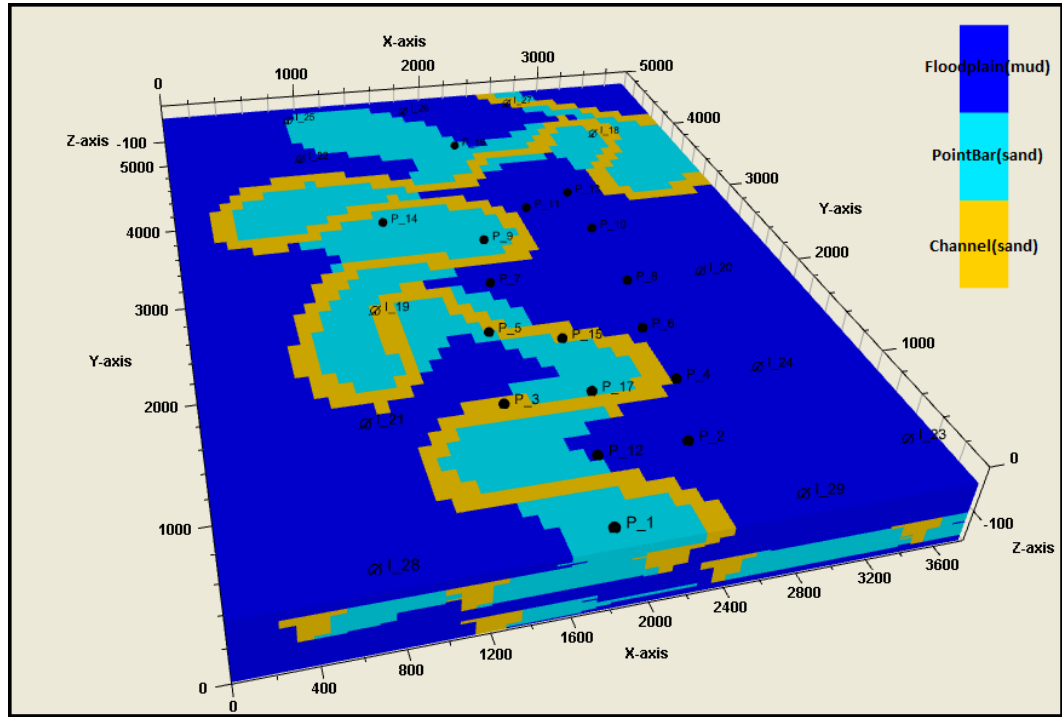 X-axis
0 1000 2000 3000 5000
Floodplain(mud)
PointBar(sand)
Channel(sand)
Z-axis -100
5000
4000
3000
2000
1000
0
Y-axis
4000
3000
2000
1000
0
Y-axis
-100
Z-axis
0 400 800 1200 1600 2000 2400 2800 3200 3600
X-axis
I_25
I_27
I_18
I_22
P_13
P_11
P_14
P_10
P_9
I_20
P_7
P_8
I_19
P_5
P_15
P_6
I_24
P_4
P_17
P_3
I_21
I_23
P_2
P_12
I_29
P_1
I_28